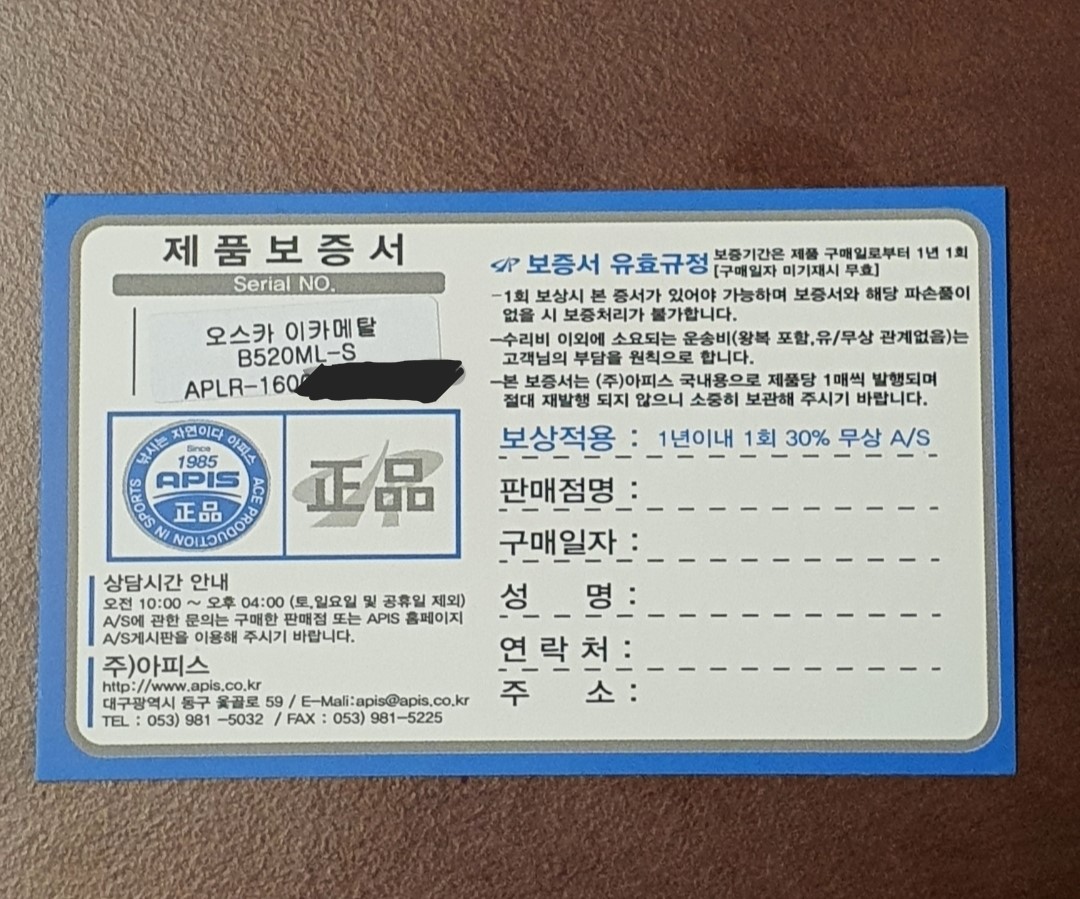 제품보증서
Serial NO.
오스카 이카메탈
B520ML-S
APLR-160
낚시는 자연이다 아피스
Since
1985
APIS
正品
ACE PRODUCTION IN SPORTS
正品
상담시간 안내
오전 10:00 ~ 오후 04:00 (토,일요일 및 공휴일 제외)
A/S에 관한 문의는 구매한 판매점 또는 APIS 홈페이지
A/S게시판을 이용해 주시기 바랍니다.
주)아피스
http://www.apis.co.kr
대구광역시 동구 옻골로 59 / E-Mali:apis@apis.co.kr
TEL : 053) 981 -5032 / FAX : 053) 981-5225
보증서 유효규정 보증기간은 제품 구매일로부터 1년 1회
[구매일자 미기재시 무효]
-1회 보상시 본 증서가 있어야 가능하며 보증서와 해당 파손품이
없을 시 보증처리가 불가합니다.
-수리비 이외에 소요되는 운송비(왕복 포함,유/무상 관계없음)는
고객님의 부담을 원칙으로 합니다.
-본 보증서는 (주)아피스 국내용으로 제품당 1매씩 발행되며
절대 재발행 되지 않으니 소중히 보관해 주시기 바랍니다.
보상적용 : 1년이내 1회 30% 무상 A/S
판매점명 :
구매일자 :
성 명 :
연락처 :
주 소 :